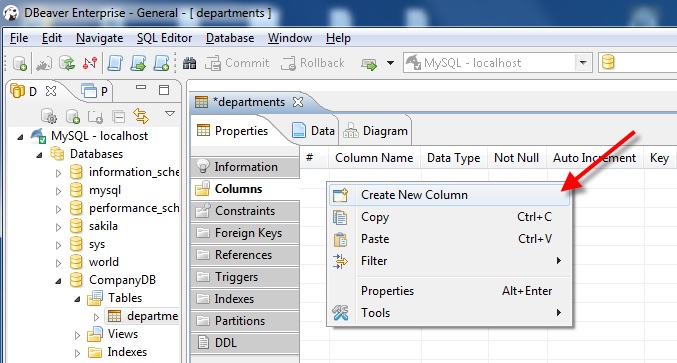 DBeaver Enterprise - General - [ departments ]
File Edit Navigate SQL Editor Database Window Help
Commit Rollback MySQL - localhost
D P
*departments
MySQL - localhost
Databases
information_sche
mysql
performance_sch
sakila
sys
world
CompanyDB
Tables
departme
Views
Indexes
Properties Data Diagram
Information
Columns
Constraints
Foreign Keys
References
Triggers
Indexes
Partitions
DDL
# Column Name Data Type Not Null Auto Increment Key
Create New Column
Copy Ctrl+C
Paste Ctrl+V
Filter
Properties Alt+Enter
Tools